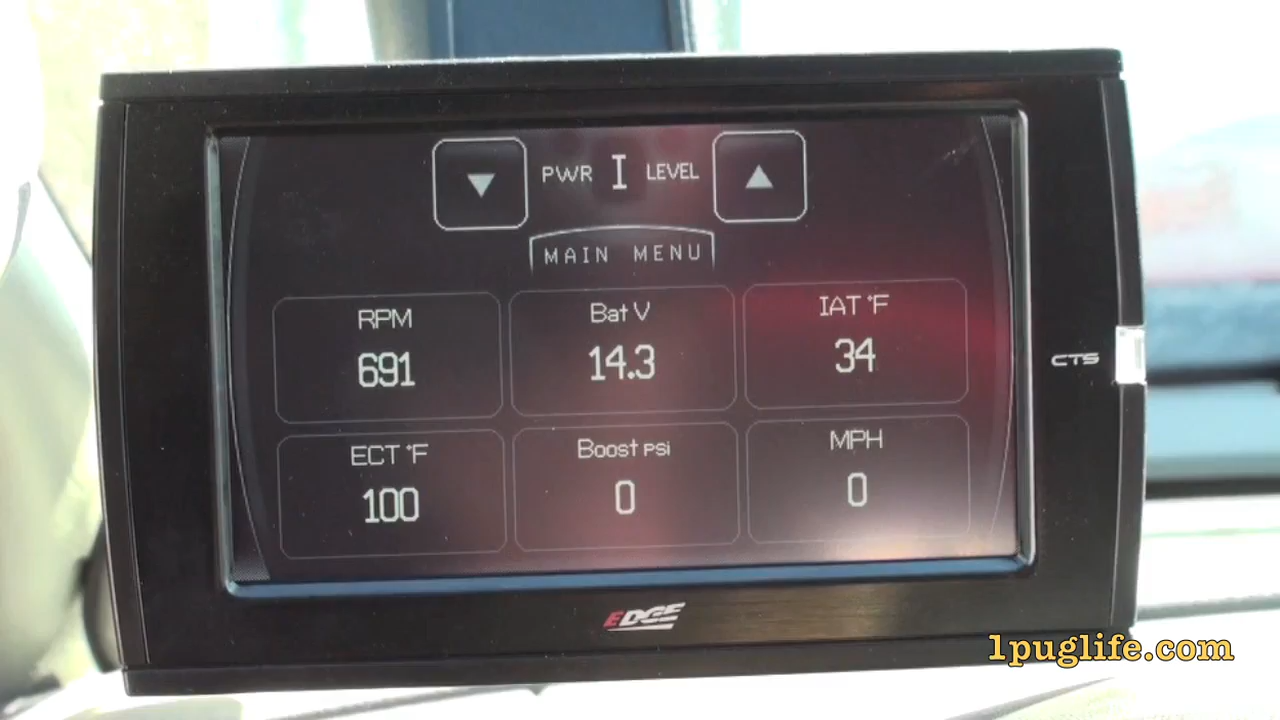 PWR I LEVEL
MAIN MENU
RPM
691
Bat V
14.3
IAT °F
34
CTS
ECT °F
100
Boost psi
0
MPH
0
EDGE
1puglife.com